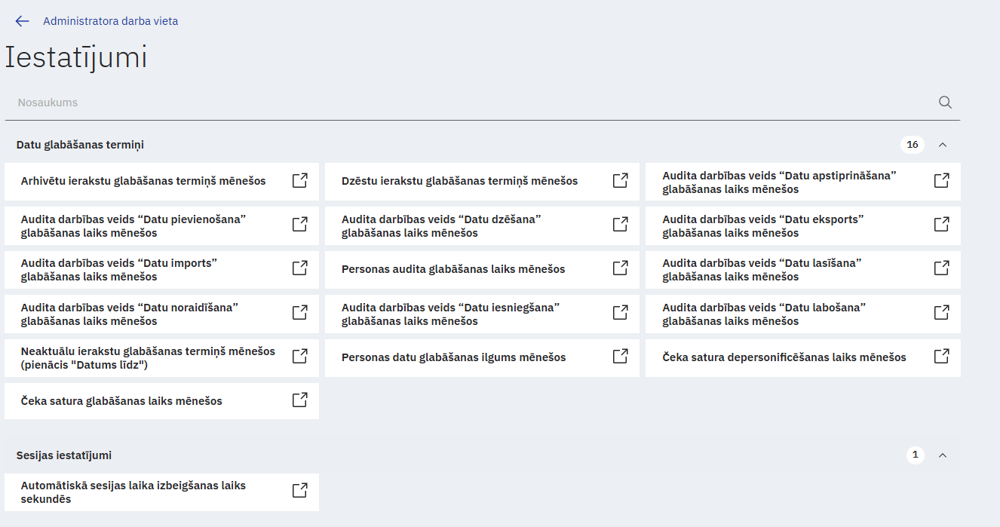 Administratora darba vieta
Iestatījumi
Nosaukums
Datu glabāšanas termiņi
16
Arhivētu ierakstu glabāšanas termiņš mēnešos
Dzēstu ierakstu glabāšanas termiņš mēnešos
Audita darbības veids “Datu apstiprināšana”
glabāšanas laiks mēnešos
Audita darbības veids “Datu pievienošana”
glabāšanas laiks mēnešos
Audita darbības veids “Datu dzēšana”
glabāšanas laiks mēnešos
Audita darbības veids “Datu eksports”
glabāšanas laiks mēnešos
Audita darbības veids “Datu imports”
glabāšanas laiks mēnešos
Personas audita glabāšanas laiks mēnešos
Audita darbības veids “Datu lasīšana”
glabāšanas laiks mēnešos
Audita darbības veids “Datu noraidīšana”
glabāšanas laiks mēnešos
Audita darbības veids “Datu iesniegšana”
glabāšanas laiks mēnešos
Audita darbības veids “Datu labošana”
glabāšanas laiks mēnešos
Neaktuālu ierakstu glabāšanas termiņš mēnešos
(pienācis "Datums līdz")
Personas datu glabāšanas ilgums mēnešos
Čeka satura depersonificēšanas laiks mēnešos
Čeka satura glabāšanas laiks mēnešos
Sesijas iestatījumi
1
Automātiskā sesijas laika izbeigšanas laiks
sekundēs